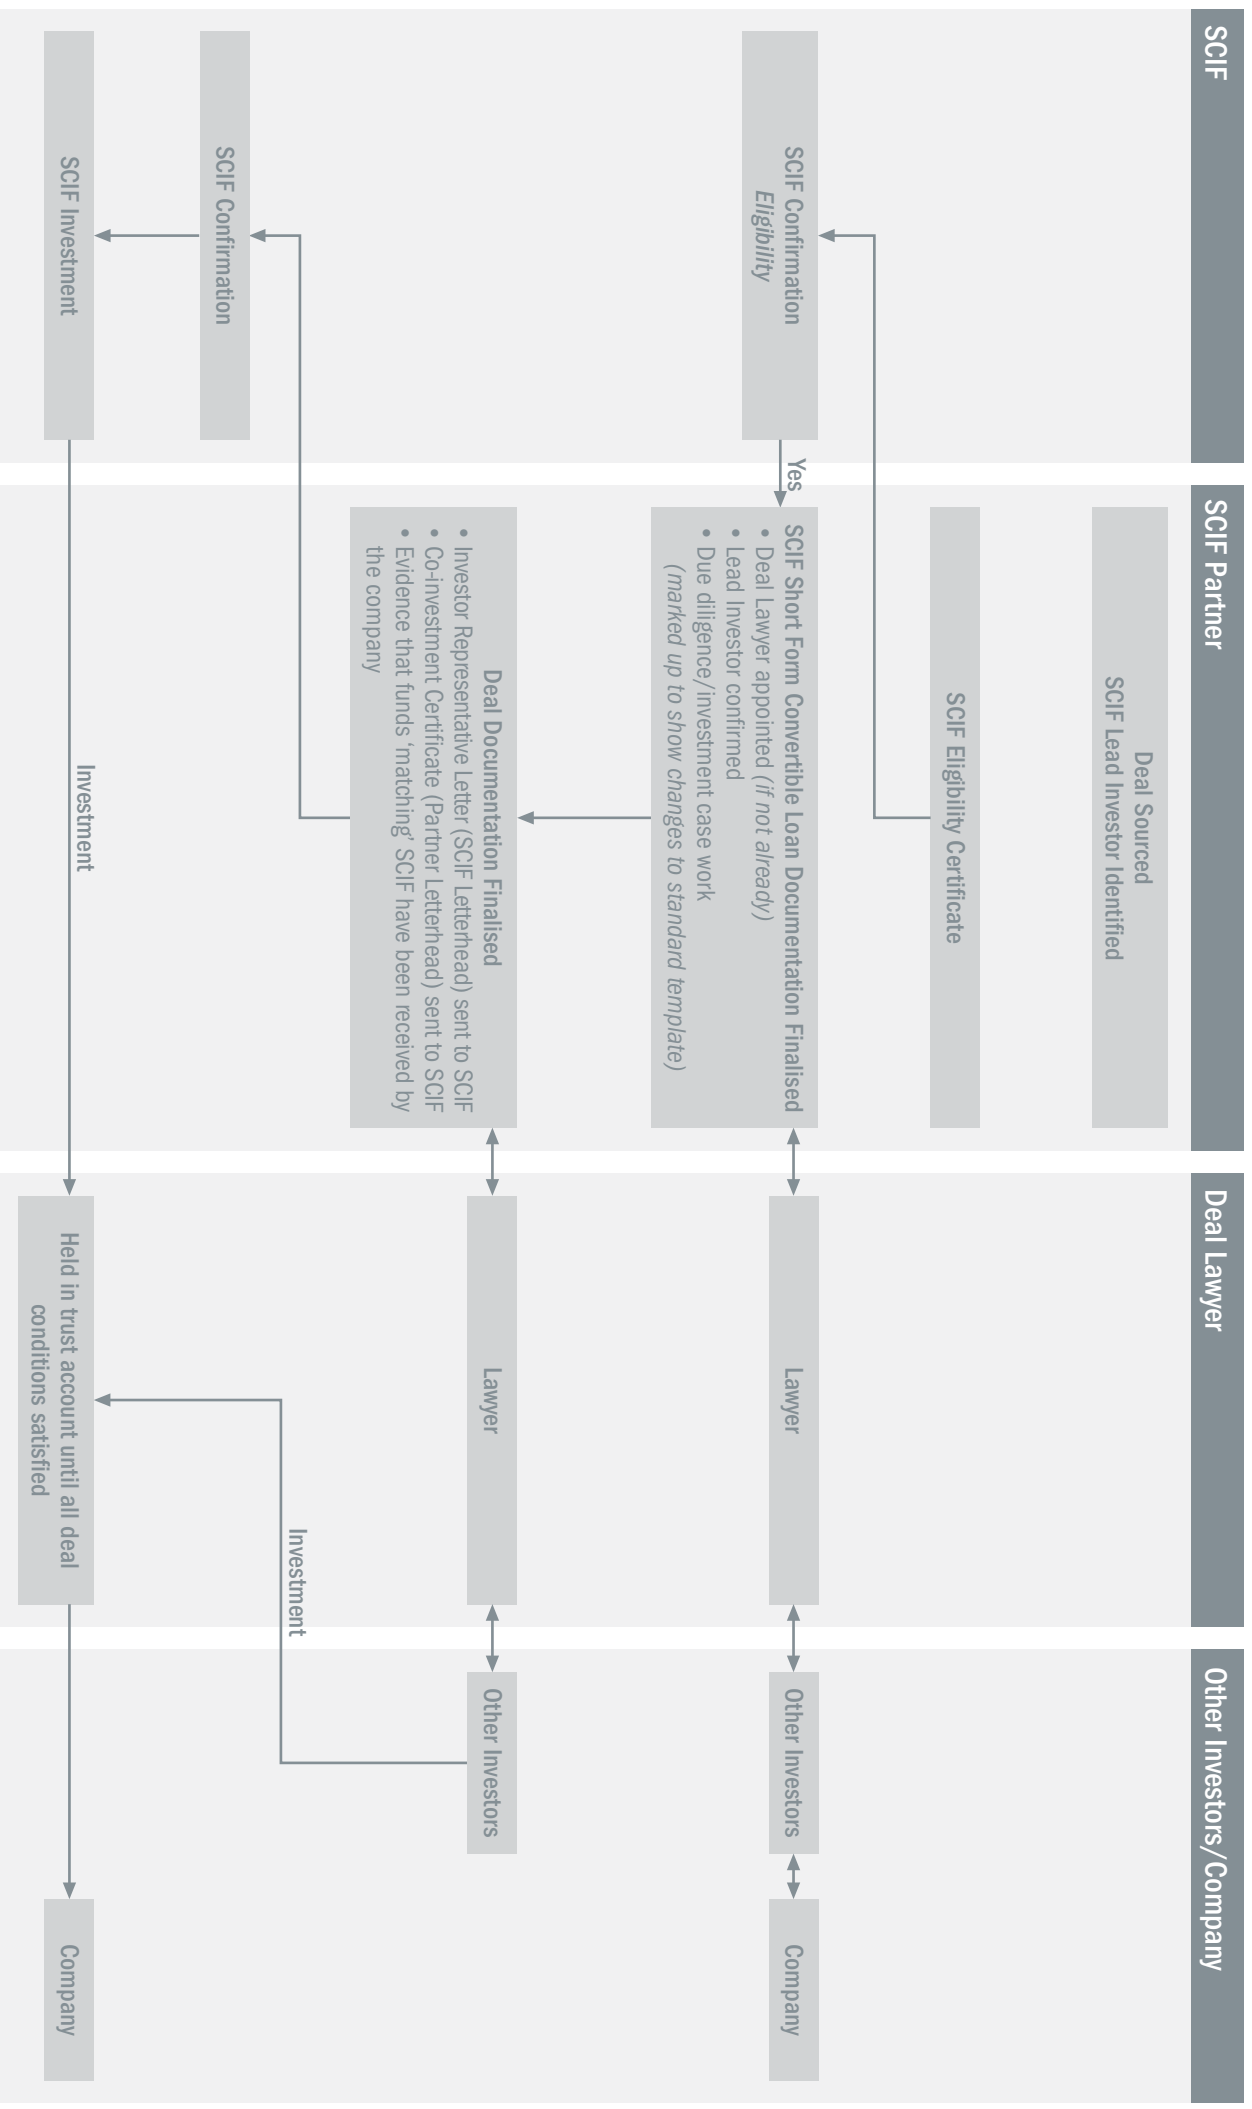 SCIF
SCIF Partner
Deal Lawyer
Other Investors/Company
Deal Sourced
SCIF Lead Investor Identified
SCIF Eligibility Certificate
SCIF Confirmation
Eligibility
Yes
SCIF Short Form Convertible Loan Documentation Finalised
• Deal Lawyer appointed (if not already)
• Lead Investor confirmed
• Due diligence/investment case work
(marked up to show changes to standard template)
Lawyer
Other Investors
Company
Deal Documentation Finalised
• Investor Representative Letter (SCIF Letterhead) sent to SCIF
• Co-investment Certificate (Partner Letterhead) sent to SCIF
• Evidence that funds ‘matching’ SCIF have been received by
the company
Lawyer
Other Investors
Investment
SCIF Confirmation
SCIF Investment
Investment
Held in trust account until all deal
conditions satisfied
Company